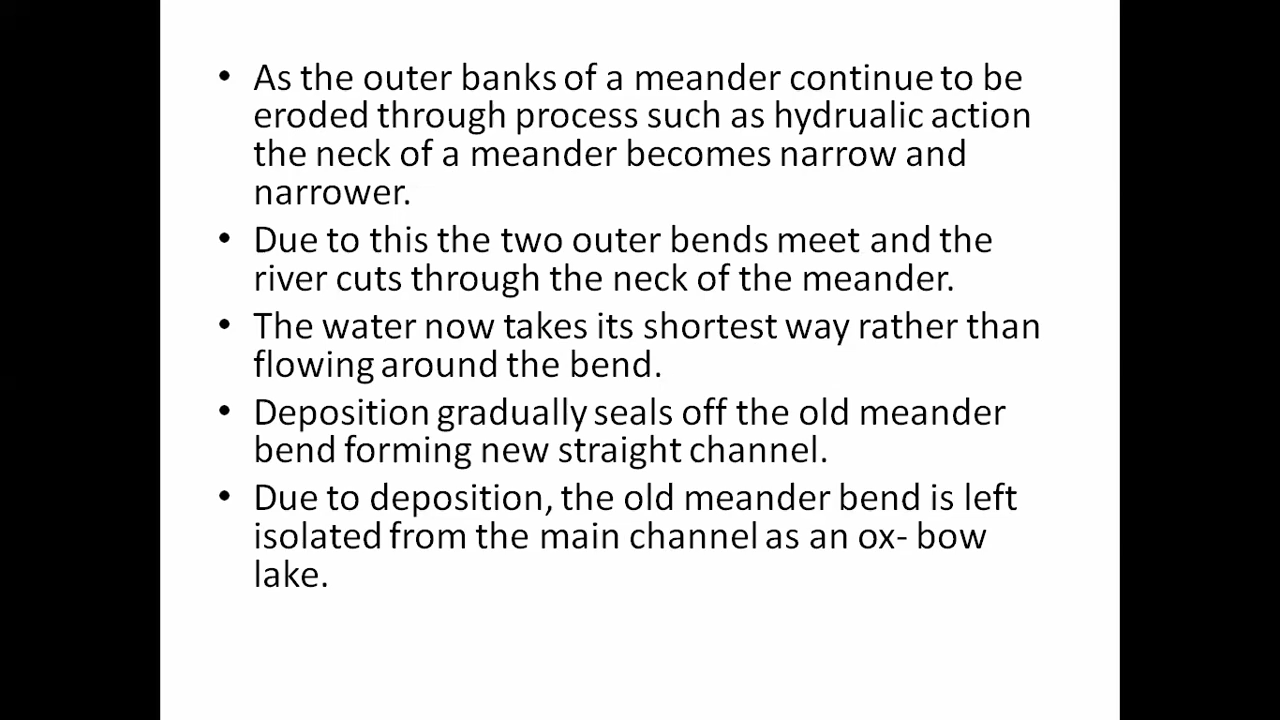 • As the outer banks of a meander continue to be
eroded through process such as hydrualic action
the neck of a meander becomes narrow and
narrower.
• Due to this the two outer bends meet and the
river cuts through the neck of the meander.
• The water now takes its shortest way rather than
flowing around the bend.
• Deposition gradually seals off the old meander
bend forming new straight channel.
• Due to deposition, the old meander bend is left
isolated from the main channel as an ox- bow
lake.